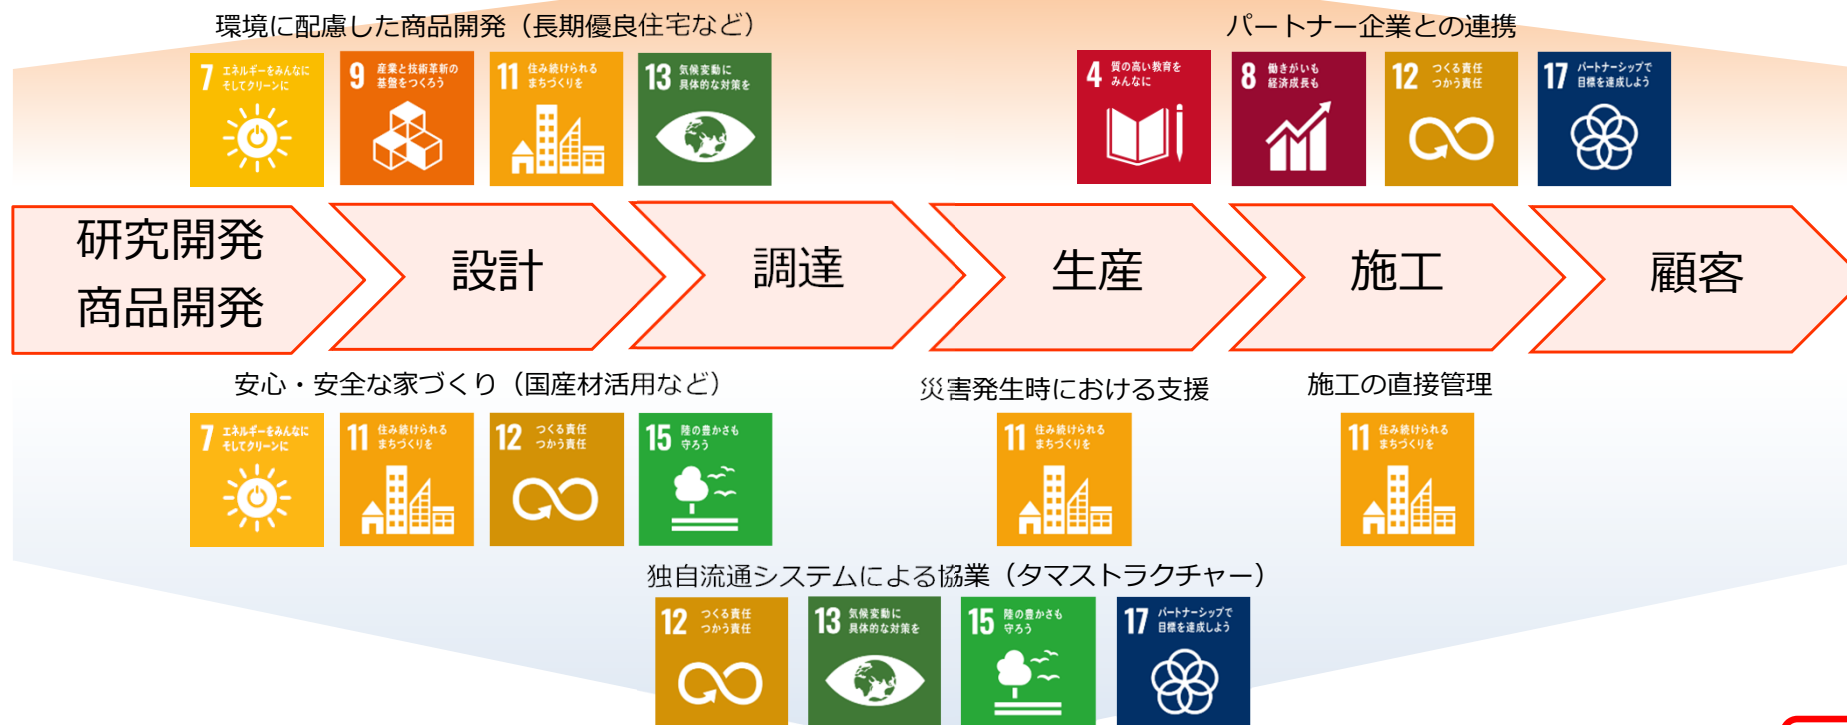 環境に配慮した商品開発（長期優良住宅など）
パートナー企業との連携
7 エネルギーをみんなに
そしてクリーンに
9 産業と技術革新の
基盤をつくろう
11 住み続けられる
まちづくりを
13 気候変動に
具体的な対策を
4 質の高い教育を
みんなに
8 働きがいも
経済成長も
12 つくる責任
つかう責任
17 パートナーシップで
目標を達成しよう
研究開発
商品開発
設計
調達
生産
施工
顧客
安心・安全な家づくり（国産材活用など）
災害発生時における支援
施工の直接管理
7 エネルギーをみんなに
そしてクリーンに
11 住み続けられる
まちづくりを
12 つくる責任
つかう責任
15 陸の豊かさも
守ろう
11 住み続けられる
まちづくりを
11 住み続けられる
まちづくりを
独自流通システムによる協業（タマストラクチャー）
12 つくる責任
つかう責任
13 気候変動に
具体的な対策を
15 陸の豊かさも
守ろう
17 パートナーシップで
目標を達成しよう